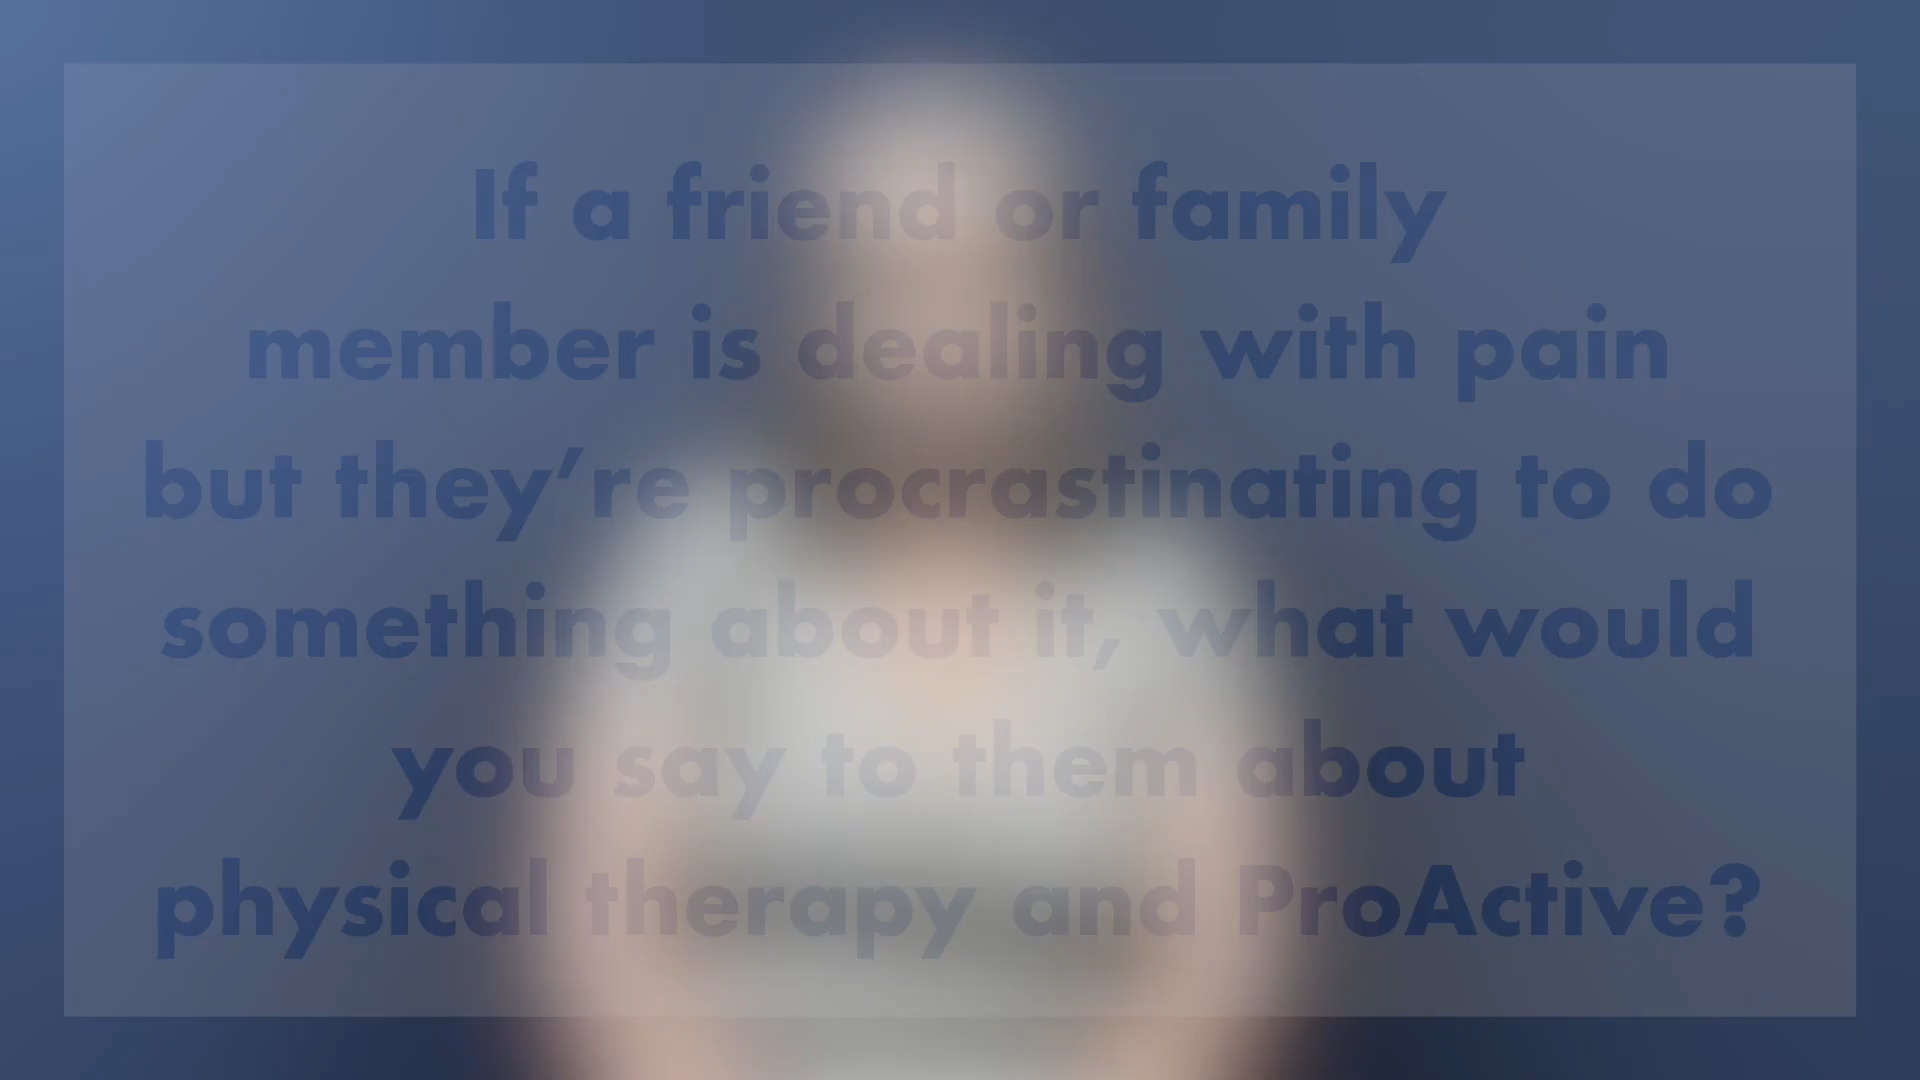 If a friend or family
member is dealing with pain
but they’re procrastinating to do
something about it, what would
you say to them about
physical therapy and ProActive?